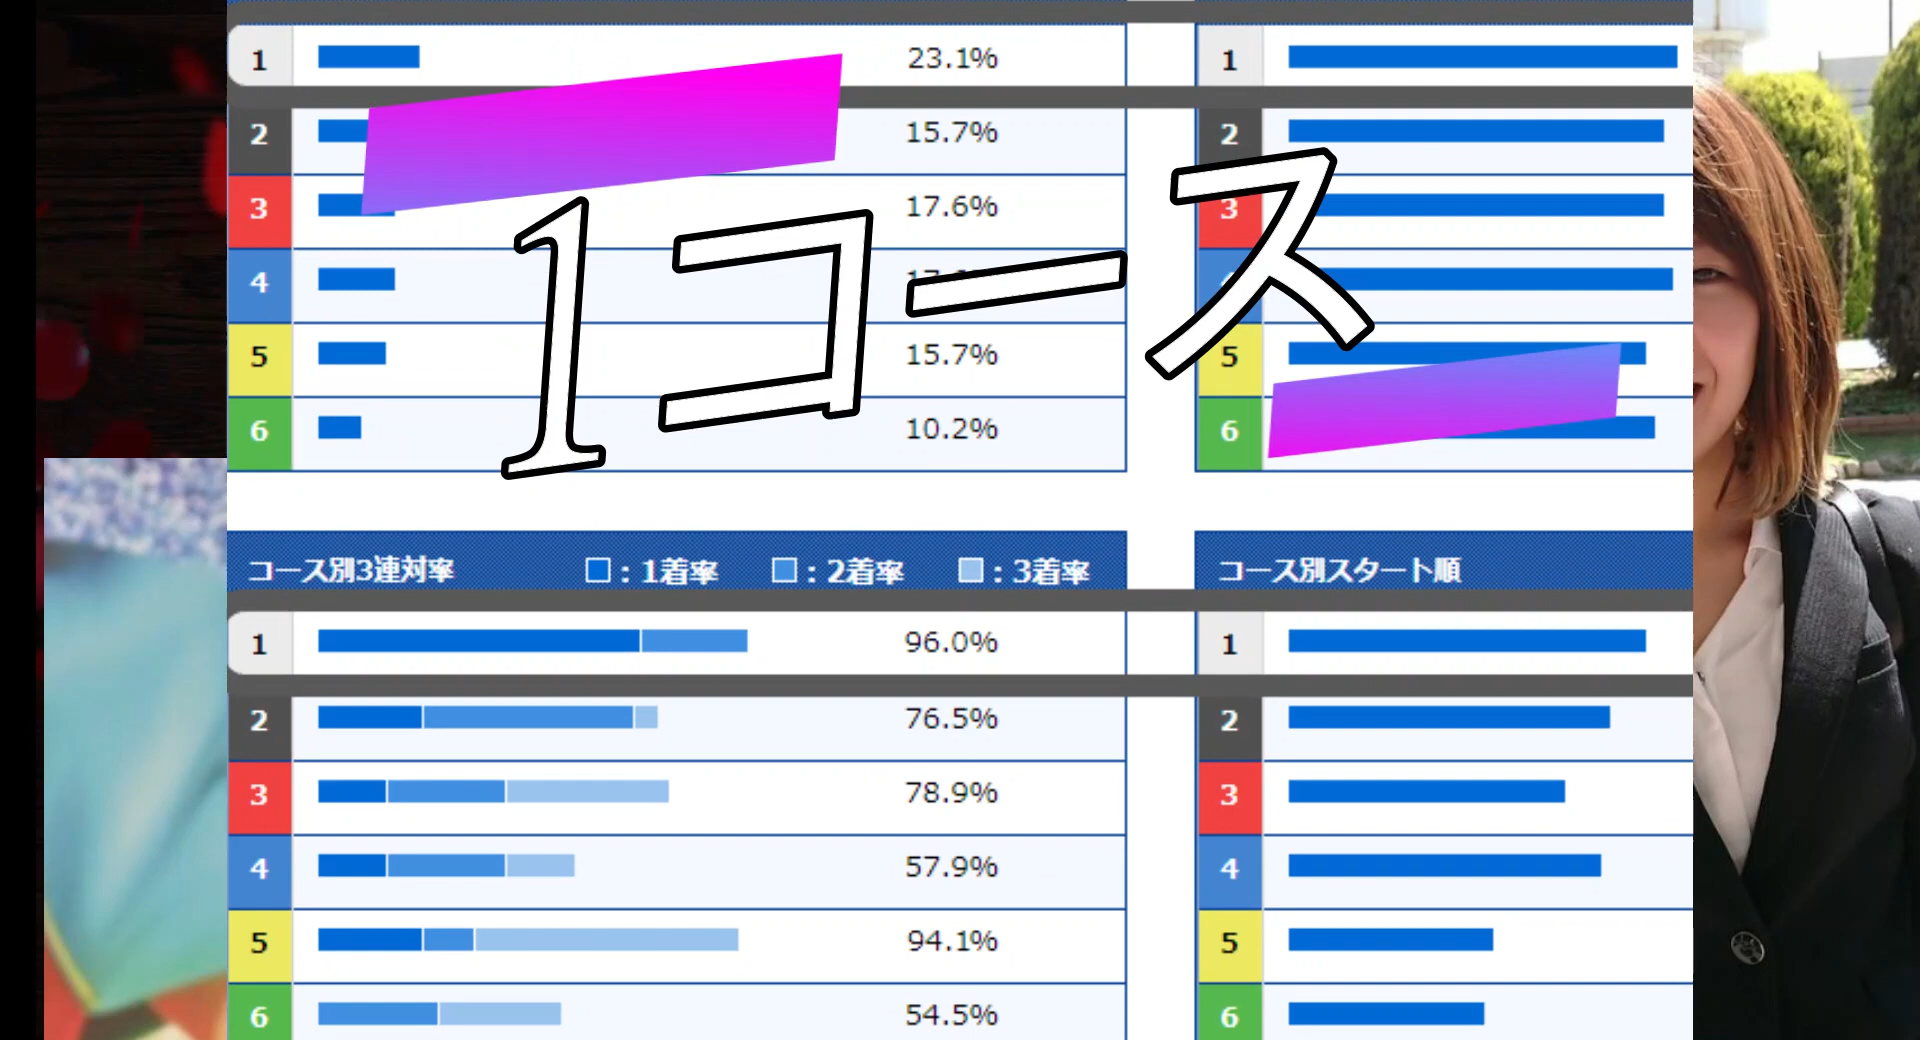 1 23.1% 1
2 15.7% 2
3 17.6% 3
4
5 15.7% 5
6 10.2% 6
1コース
コース別3連対率 : 1着率 : 2着率 : 3着率 コース別スタート順
1 96.0% 1
2 76.5% 2
3 78.9% 3
4 57.9% 4
5 94.1% 5
6 54.5% 6